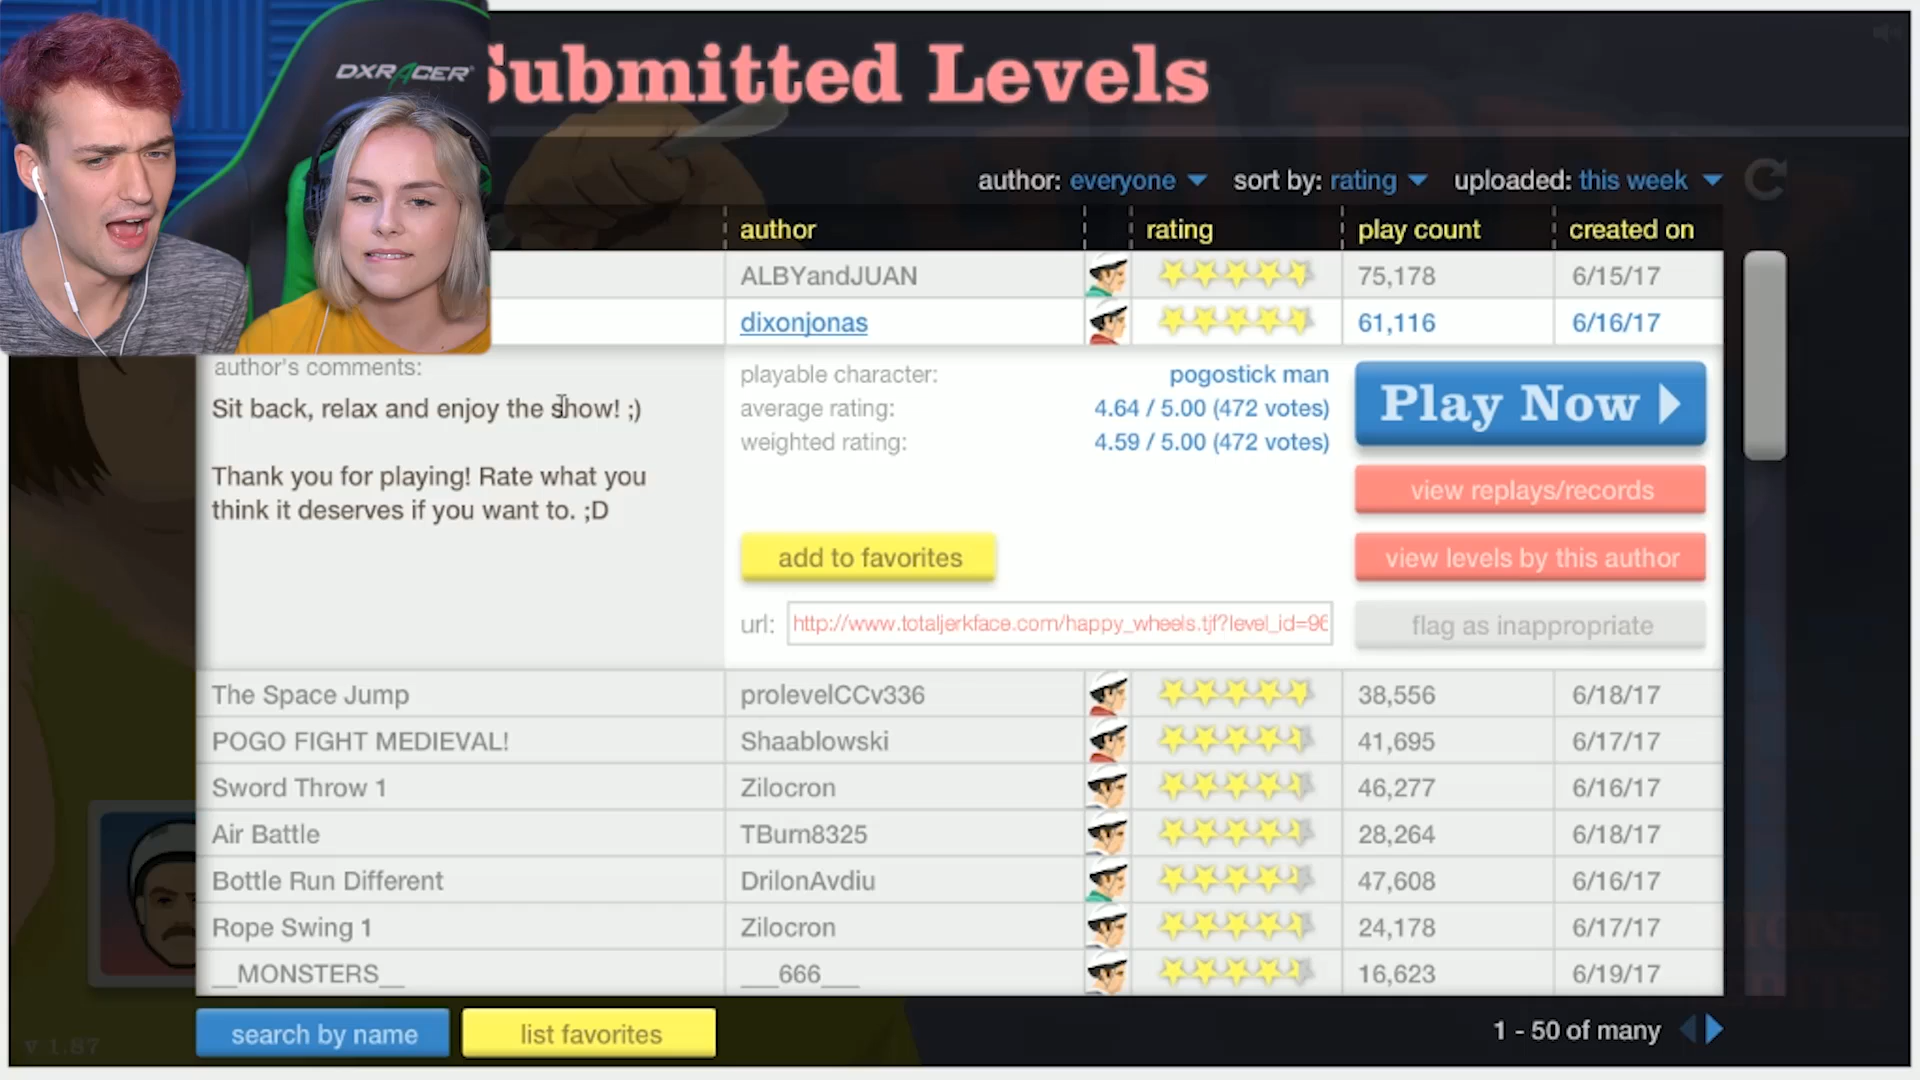 DXRACER
Submitted Levels
author: everyone sort by: rating uploaded: this week
author rating play count created on
ALBYandJUAN 75,178 6/15/17
dixonjonas 61,116 6/16/17
author's comments:
Sit back, relax and enjoy the show! ;)
Thank you for playing! Rate what you
think it deserves if you want to. ;D
playable character: pogostick man
average rating: 4.64 / 5.00 (472 votes)
weighted rating: 4.59 / 5.00 (472 votes)
add to favorites
url: http://www.totaljerkface.com/happy_wheels.tjf?level_id=96
Play Now
view replays/records
view levels by this author
flag as inappropriate
The Space Jump prolevelCCv336 38,556 6/18/17
POGO FIGHT MEDIEVAL! Shaablowski 41,695 6/17/17
Sword Throw 1 Zilocron 46,277 6/16/17
Air Battle TBum8325 28,264 6/18/17
Bottle Run Different DrilonAvdiu 47,608 6/16/17
Rope Swing 1 Zilocron 24,178 6/17/17
__MONSTERS__ ___666___ 16,623 6/19/17
search by name list favorites 1 - 50 of many
v 1.87